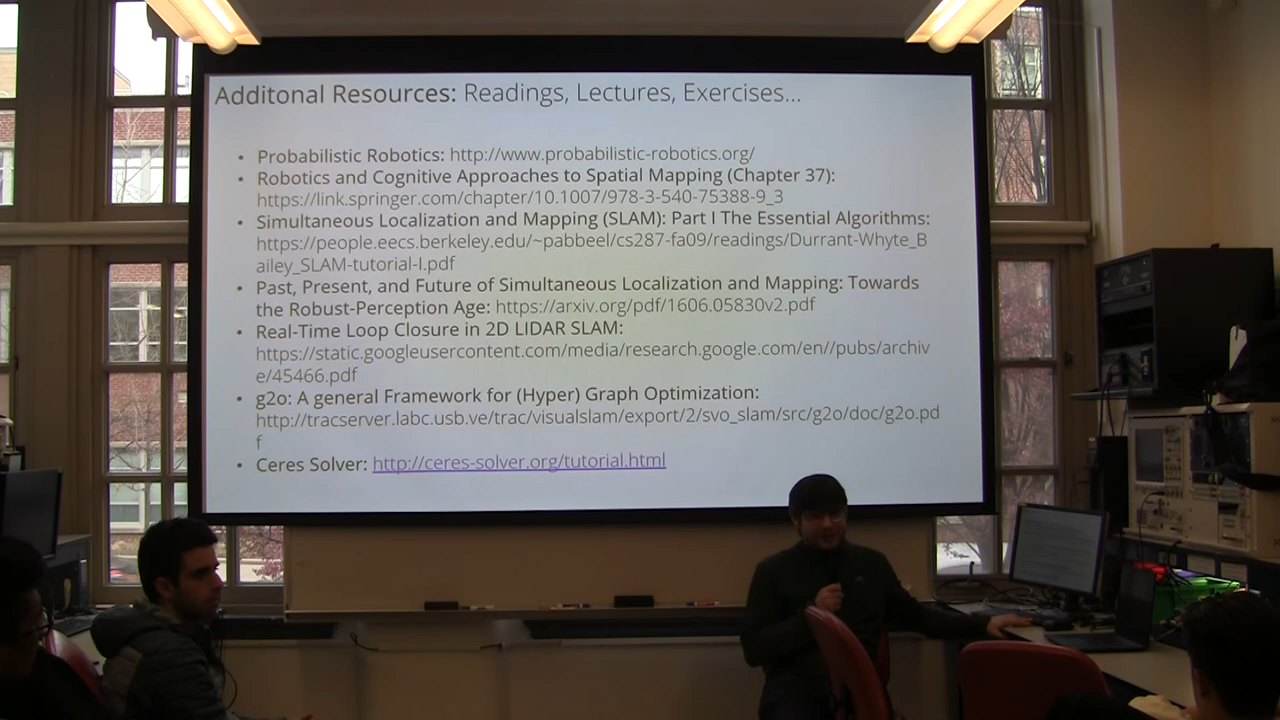 Additonal Resources: Readings, Lectures, Exercises...
• Probabilistic Robotics: http://www.probabilistic-robotics.org/
• Robotics and Cognitive Approaches to Spatial Mapping (Chapter 37):
https://link.springer.com/chapter/10.1007/978-3-540-75388-9_3
• Simultaneous Localization and Mapping (SLAM): Part I The Essential Algorithms:
https://people.eecs.berkeley.edu/~pabbeel/cs287-fa09/readings/Durrant-Whyte_B
ailey_SLAM-tutorial-I.pdf
• Past, Present, and Future of Simultaneous Localization and Mapping: Towards
the Robust-Perception Age: https://arxiv.org/pdf/1606.05830v2.pdf
• Real-Time Loop Closure in 2D LIDAR SLAM:
https://static.googleusercontent.com/media/research.google.com/en//pubs/archiv
e/45466.pdf
• g2o: A general Framework for (Hyper) Graph Optimization:
http://tracserver.labc.usb.ve/trac/visualslam/export/2/svo_slam/src/g2o/doc/g2o.pd
f
• Ceres Solver: http://ceres-solver.org/tutorial.html